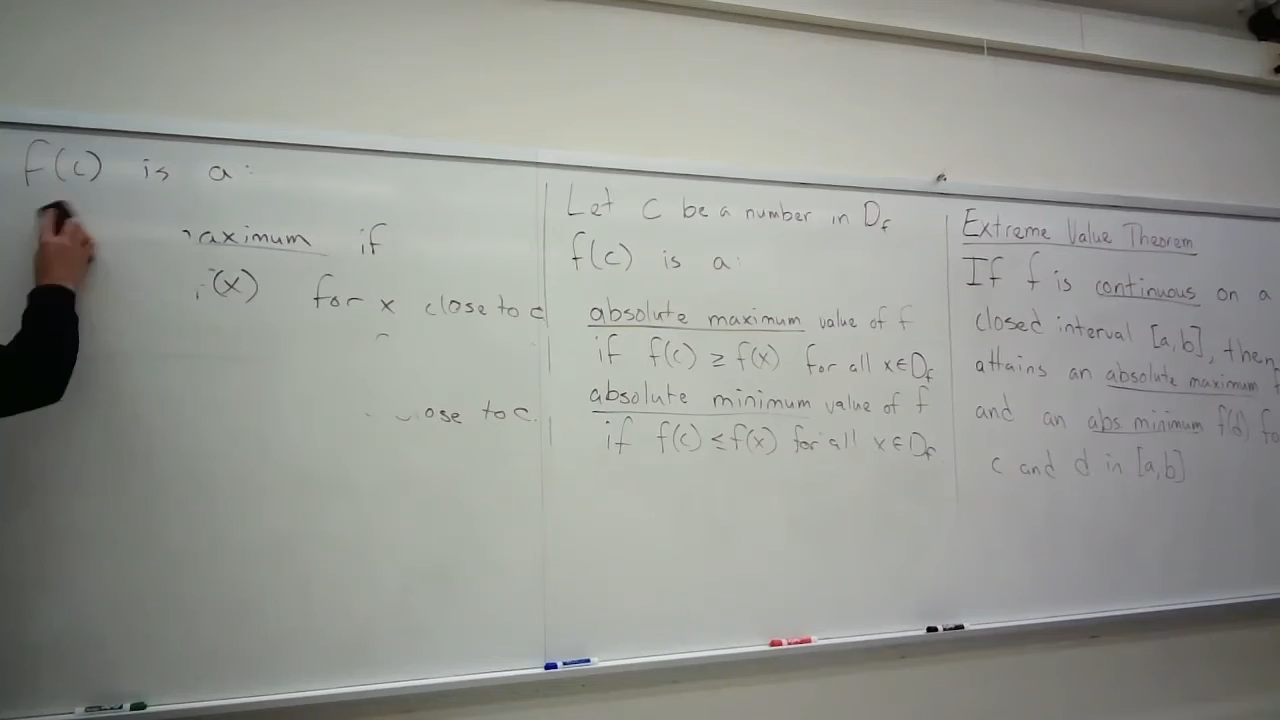 f(c) is a:
aximum if
(x) for x close to c
ose to c.
Let c be a number in Df
f(c) is a:
absolute maximum value of f
if f(c) ≥ f(x) for all x∈Df
absolute minimum value of f
if f(c) ≤ f(x) for all x∈Df
Extreme Value Theorem
If f is continuous on a
closed interval [a,b], then
attains an absolute maximum
and an abs minimum f(d) fo
c and d in [a,b]